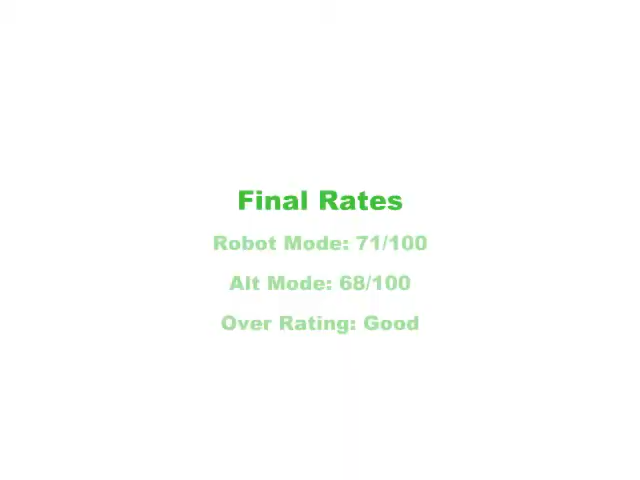 Final Rates
Robot Mode: 71/100
Alt Mode: 68/100
Over Rating: Good